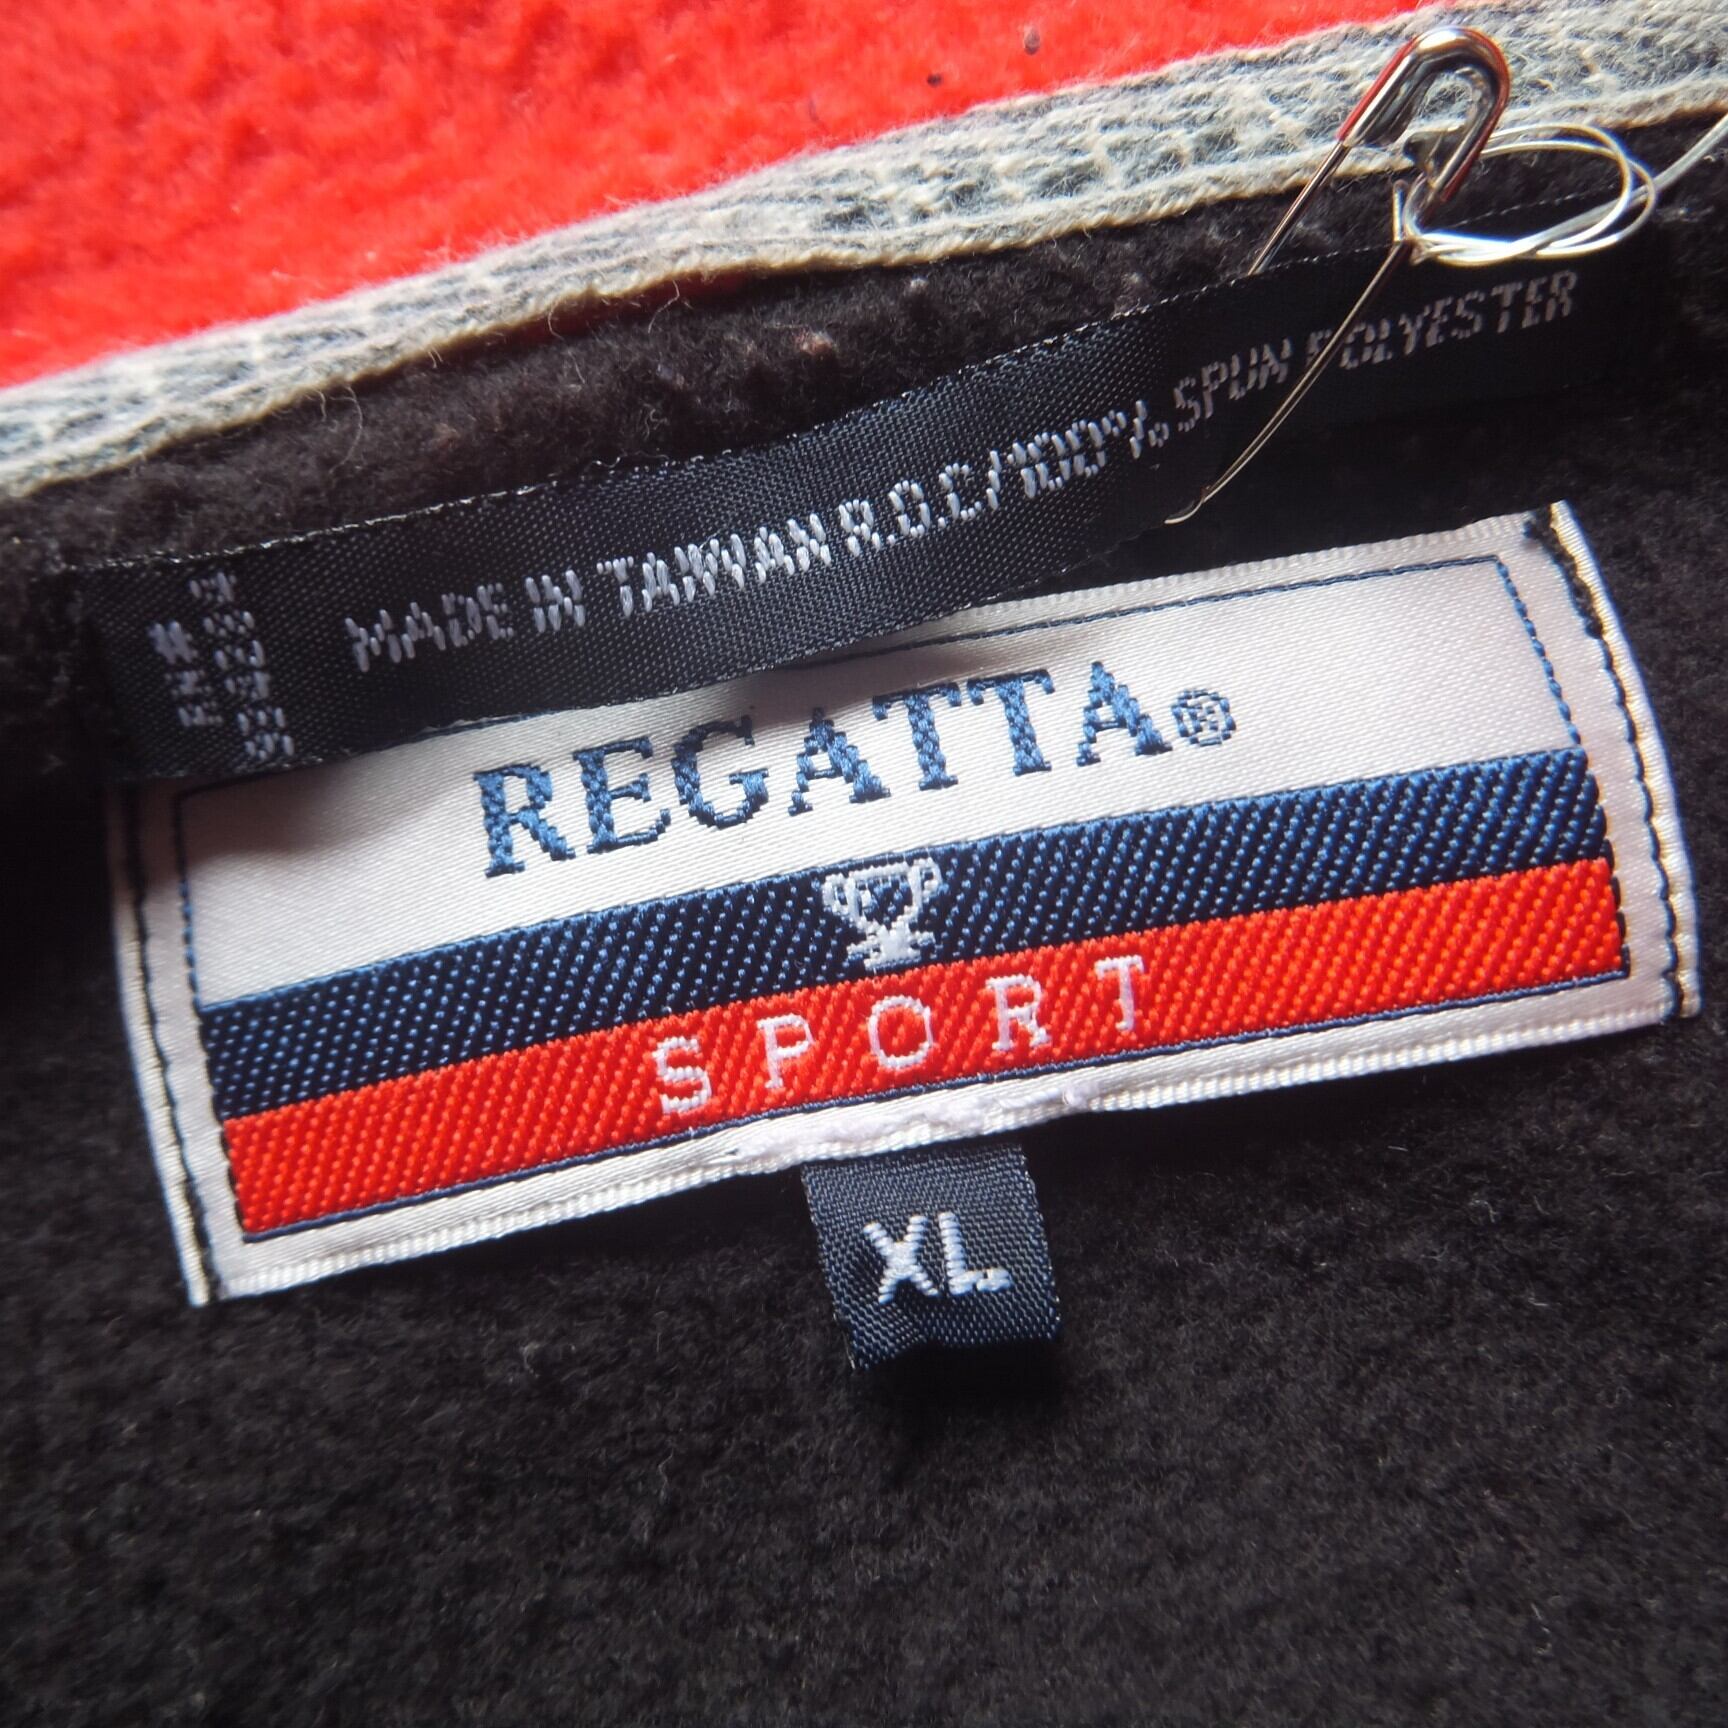 MADE IN TAIWAN R.O.C/100% SPUN POLYESTER
REGATTA®
SPORT
XL